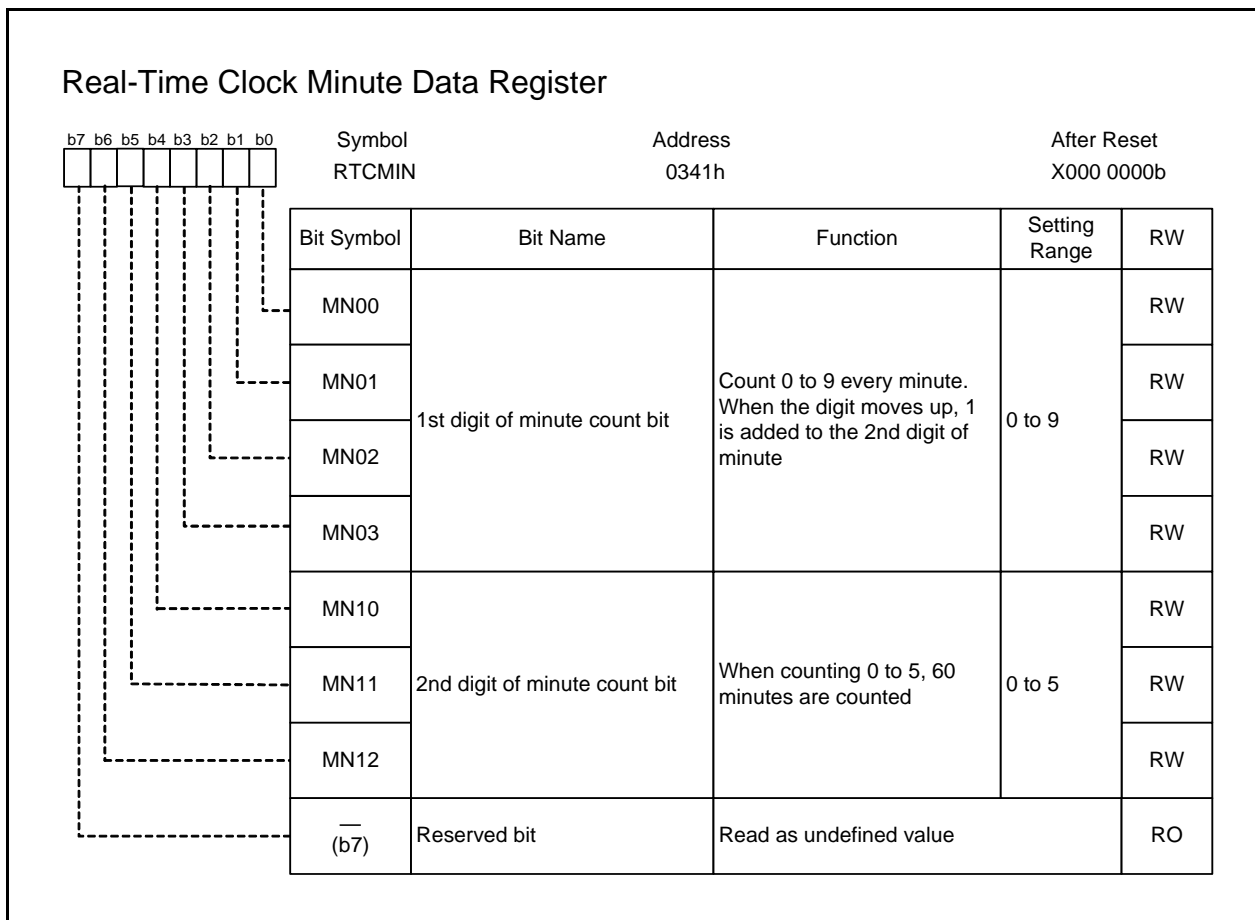 Real-Time Clock Minute Data Register
b7 b6 b5 b4 b3 b2 b1 b0
Symbol Address After Reset
RTCMIN 0341h X000 0000b
Bit Symbol Bit Name Function Setting
Range RW
MN00 RW
MN01 RW
MN02 RW
MN03 RW
1st digit of minute count bit
Count 0 to 9 every minute.
When the digit moves up, 1
is added to the 2nd digit of
minute
0 to 9
MN10 RW
MN11 RW
MN12 RW
2nd digit of minute count bit
When counting 0 to 5, 60
minutes are counted
0 to 5
—
(b7) Reserved bit Read as undefined value RO